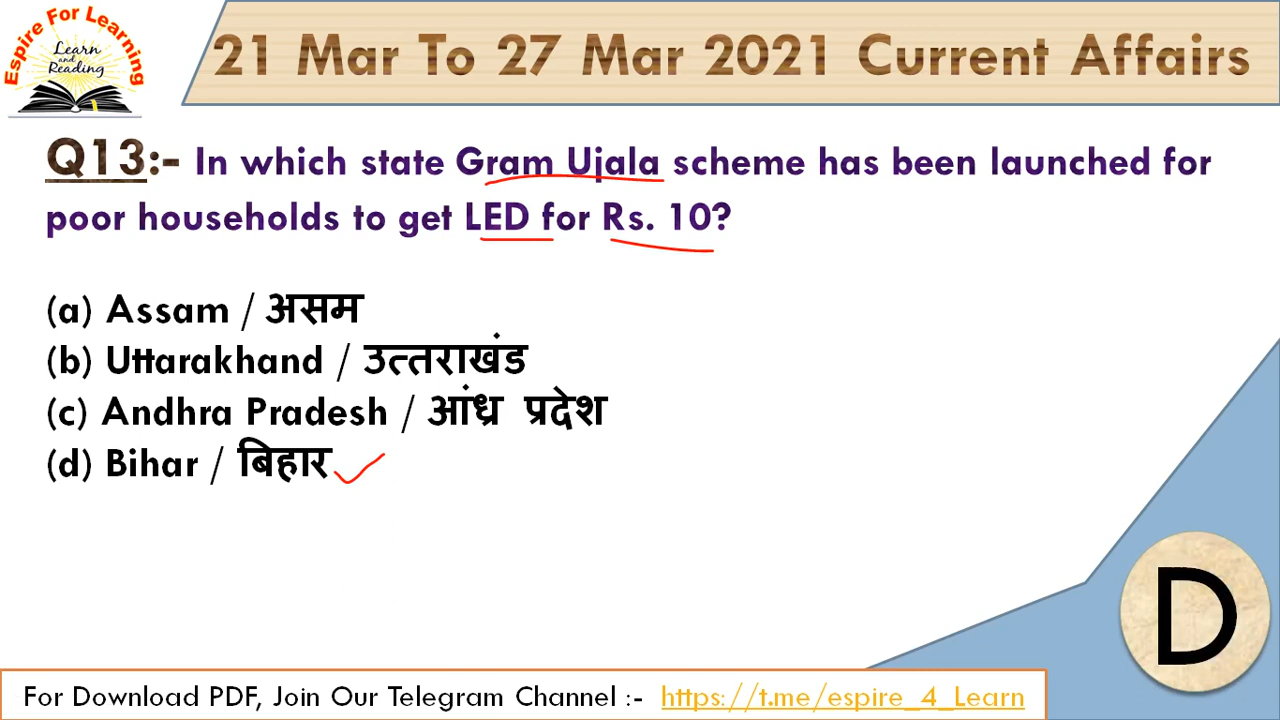 Espire For Learning
Learn
and
Reading
21 Mar To 27 Mar 2021 Current Affairs
Q13:- In which state Gram Ujala scheme has been launched for
poor households to get LED for Rs. 10?
(a) Assam / असम
(b) Uttarakhand / उत्तराखंड
(c) Andhra Pradesh / आंध्र प्रदेश
(d) Bihar / बिहार
D
For Download PDF, Join Our Telegram Channel :- https://t.me/espire_4_Learn